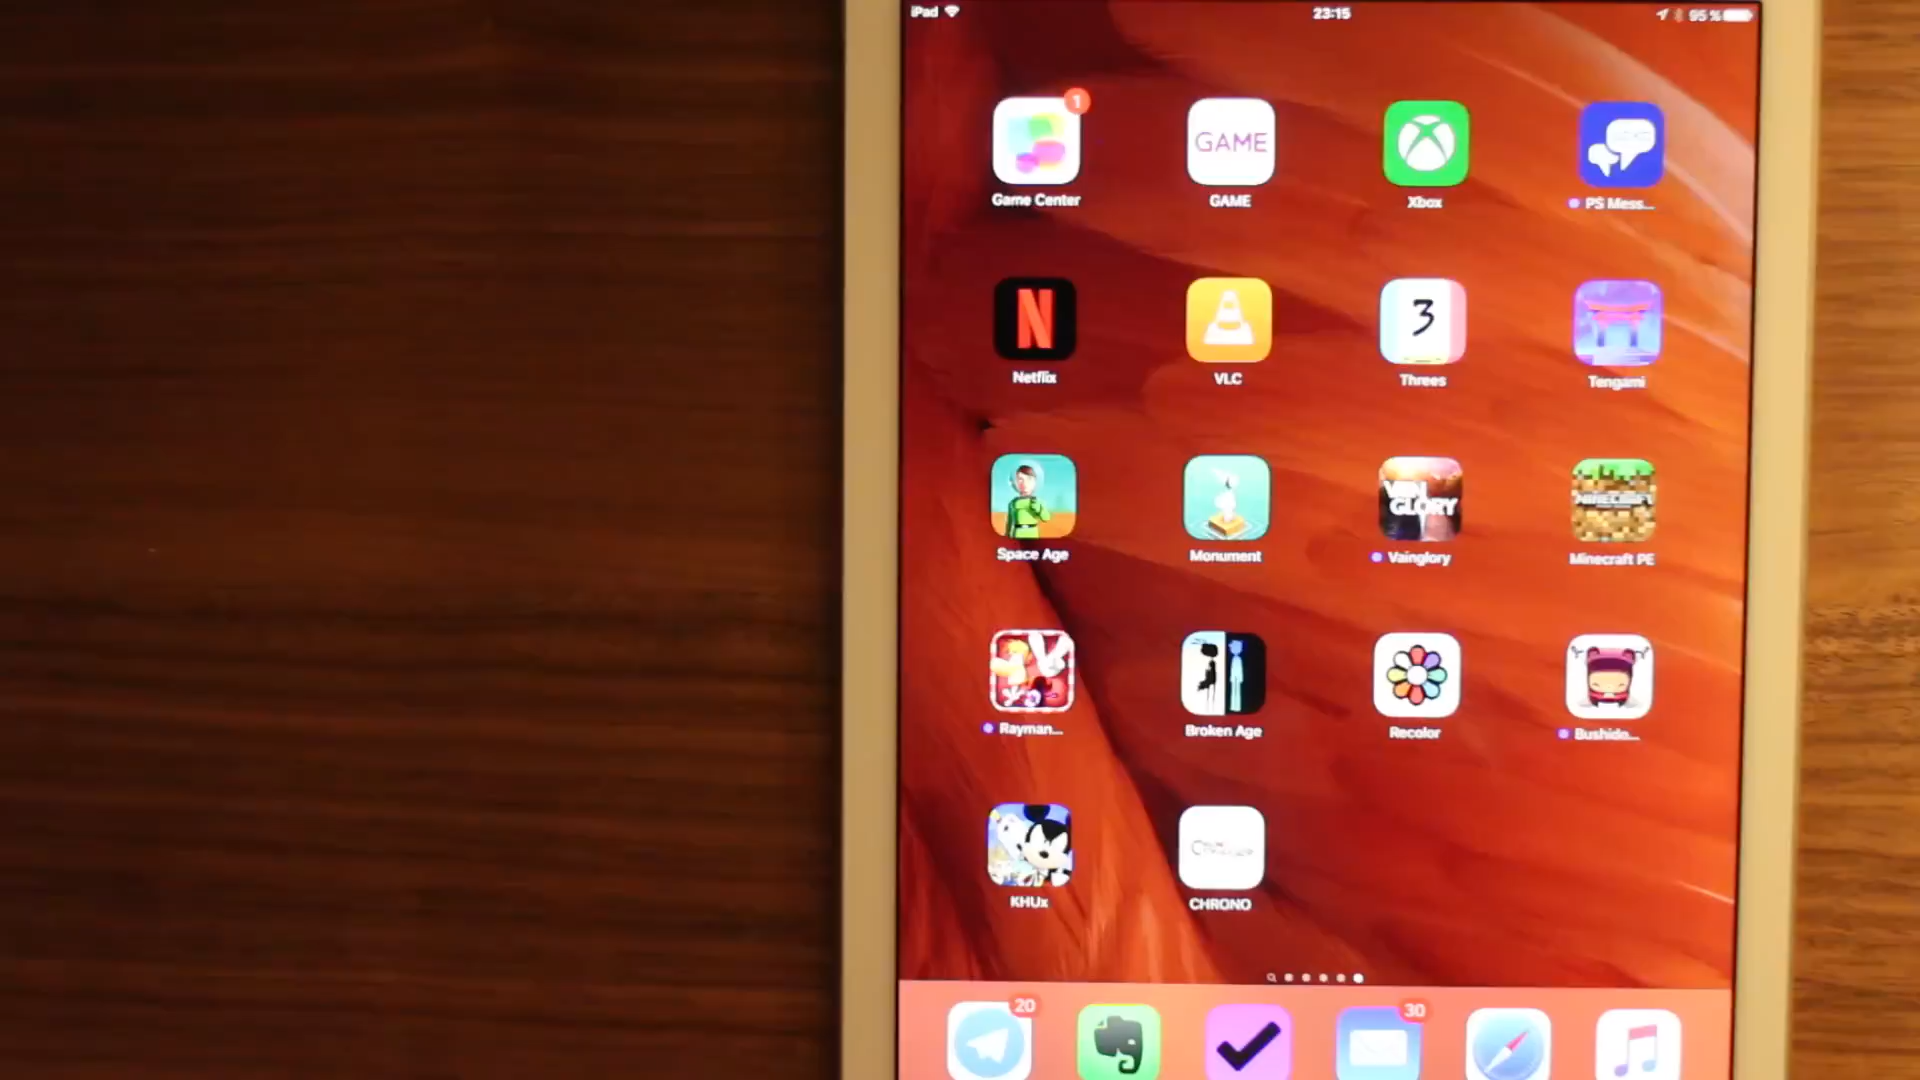 iPad 23:15 95 %
1
GAME
Game Center GAME Xbox PS Mess...
N 3
Netflix VLC Threes Tengami
VAIN
GLORY MINECRAFT
Space Age Monument Vainglory Minecraft PE
Rayman... Broken Age Recolor Bushido...
KHUx CHRONO
20 30